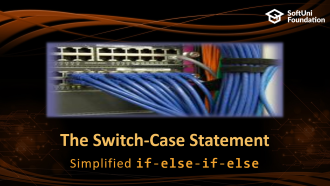 SoftUni
Foundation
The Switch-Case Statement
Simplified if-else-if-else